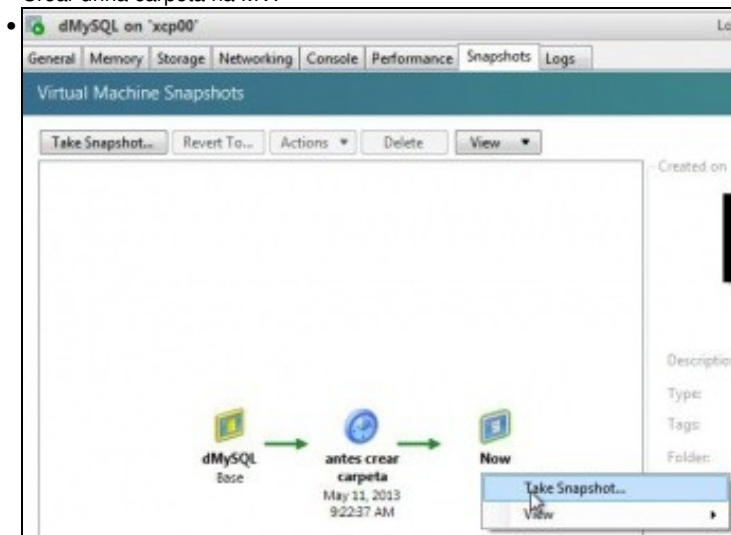 dMySQL on 'xcp00'
General Memory Storage Networking Console Performance Snapshots Logs
Virtual Machine Snapshots
Take Snapshot... Revert To... Actions Delete View
Created on
Description
Type:
Tags:
Folder:
dMySQL
Base
antes crear
carpeta
May 11, 2013
9:22:37 AM
Now
Take Snapshot...
View